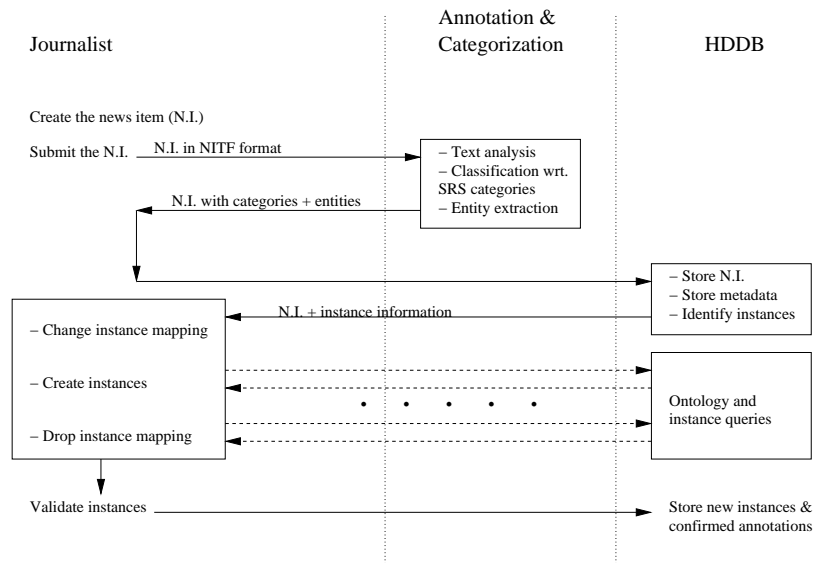 Annotation &
Journalist
Categorization
HDDB
Create the news item (N.I.)
Submit the N.I.
N.I. in NITF format
– Text analysis
– Classification wrt.
SRS categories
– Entity extraction
N.I. with categories + entities
– Store N.I.
– Store metadata
– Identify instances
N.I. + instance information
– Change instance mapping
– Create instances
– Drop instance mapping
Ontology and
instance queries
Validate instances
Store new instances &
confirmed annotations